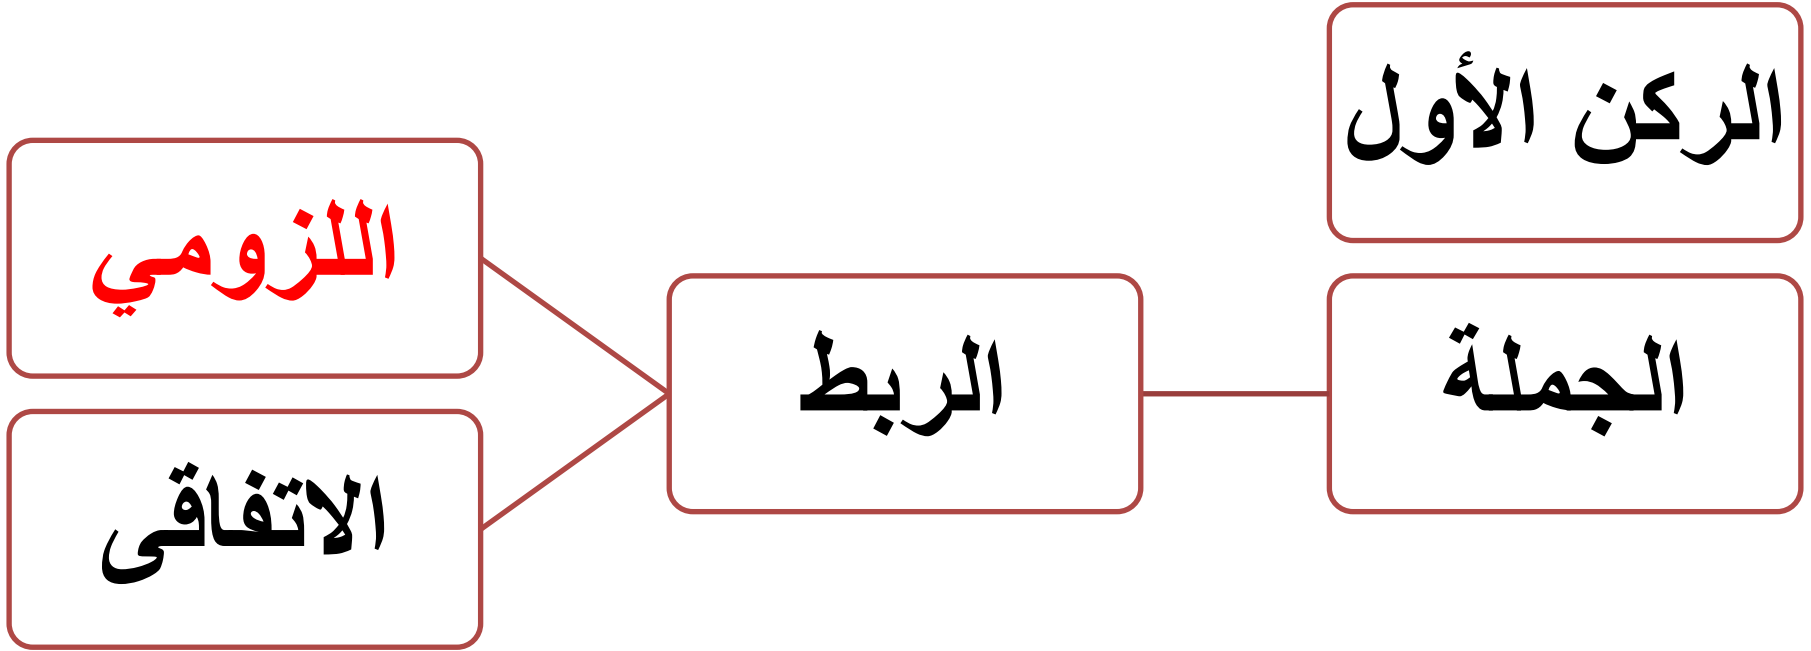 الركن الأول
الجملة
الربط
اللزومي
الاتفاقى